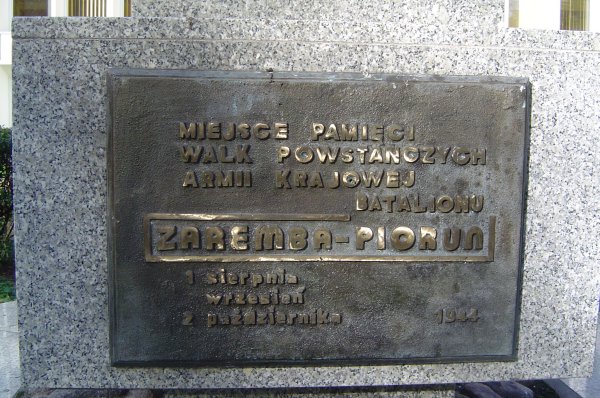 MIEJSCE PAMIĘCI
WALK POWSTAŃCZYCH
ARMII KRAJOWEJ
BATALIONU
ZAREMBA-PIORUN
1 sierpnia
wrzesień
2 października 1944